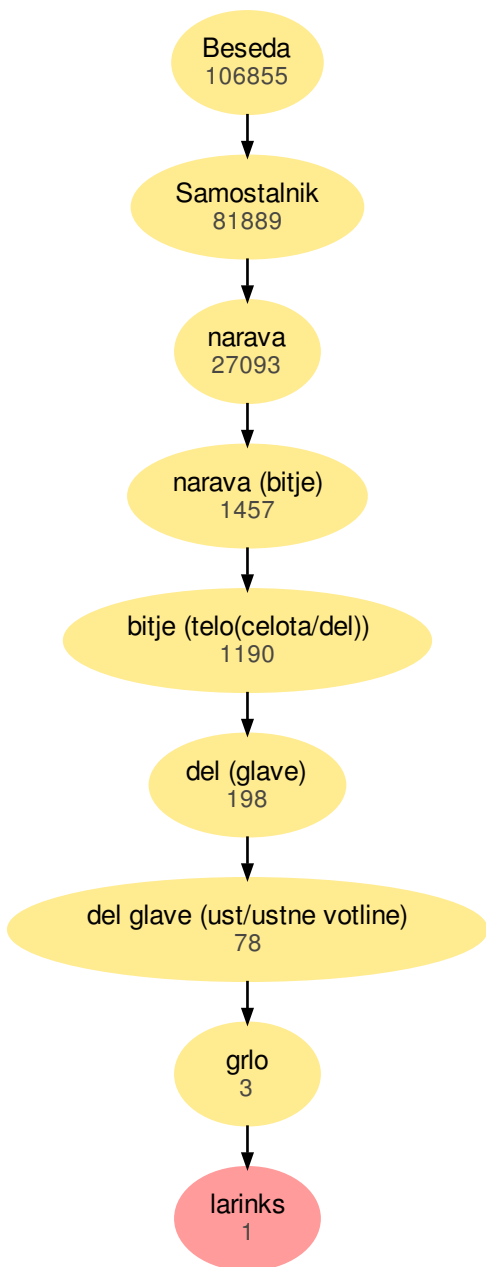 Beseda
106855
Samostalnik
81889
narava
27093
narava (bitje)
1457
bitje (telo(celota/del))
1190
del (glave)
198
del glave (ust/ustne votline)
78
grlo
3
larinks
1